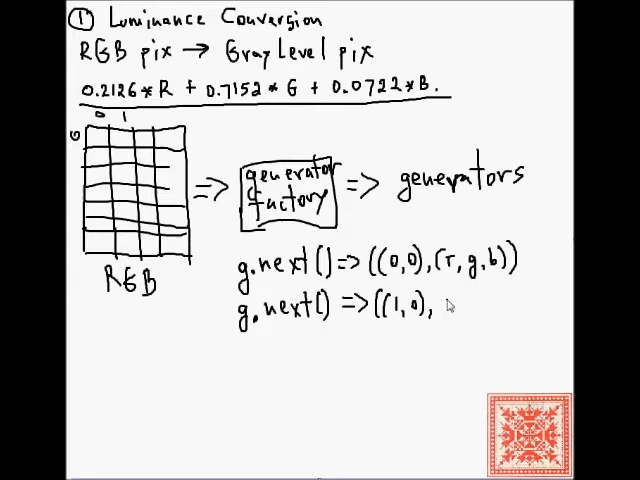 ① Luminance Conversion
RGB pix → Gray Level pix
0.2126*R + 0.7152*G + 0.0722*B.
0 1
0
generator
factory
=> => generators
RGB
g.next() => ((0,0), (r, g, b))
g.next() => ((1,0),